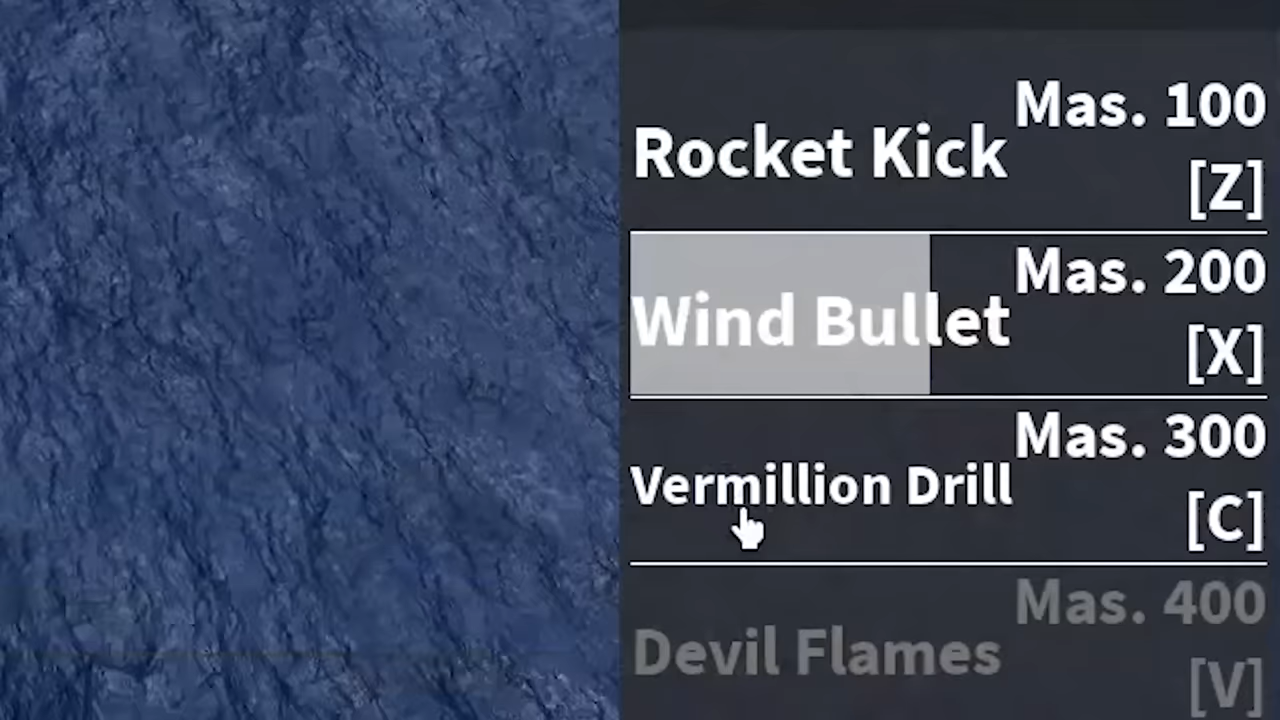 Mas. 100
Rocket Kick
[Z]
Mas. 200
Wind Bullet
[X]
Mas. 300
Vermillion Drill
[C]
Mas. 400
Devil Flames
[V]